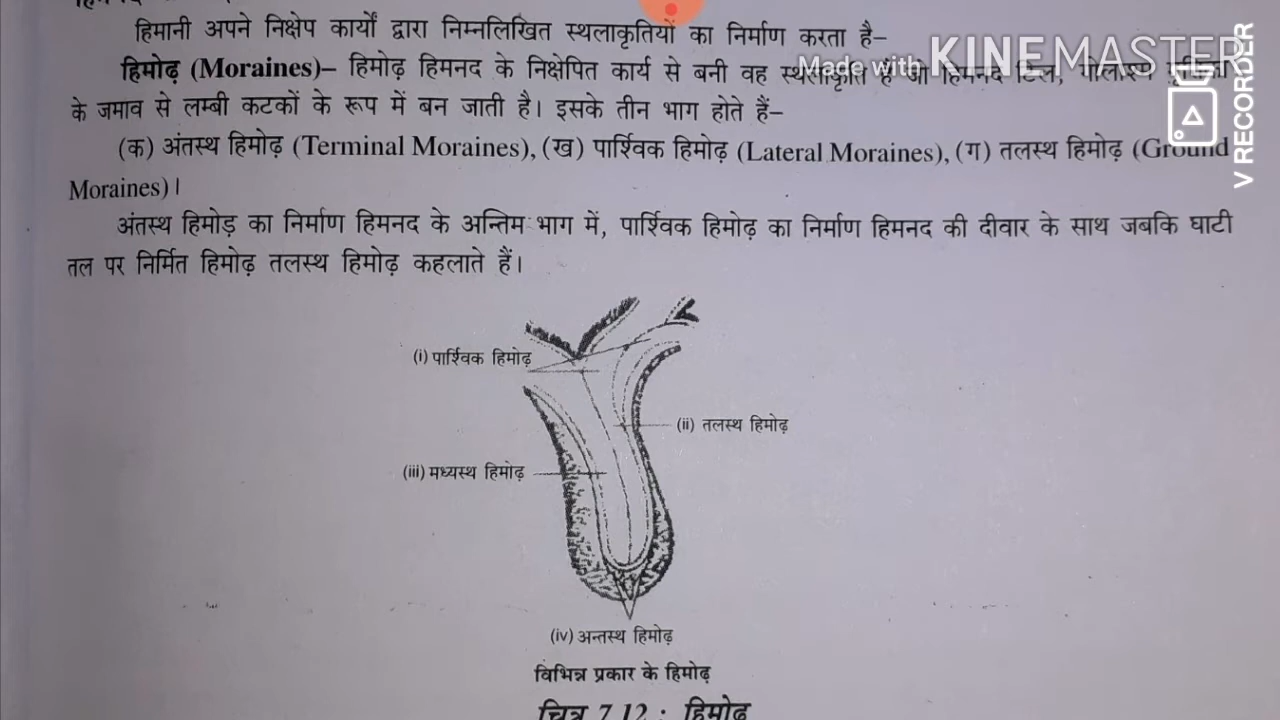 हिमानी अपने निक्षेप कार्यों द्वारा निम्नलिखित स्थलाकृतियों का निर्माण करता है–
Made with KINEMASTER
V RECORDER
हिमोढ़ (Moraines)– हिमोढ़ हिमनद के निक्षेपित कार्य से बनी वह स्थलाकृति है जो हिमनद टिल,
के जमाव से लम्बी कटकों के रूप में बन जाती है। इसके तीन भाग होते हैं–
(क) अंतस्थ हिमोढ़ (Terminal Moraines), (ख) पार्श्विक हिमोढ़ (Lateral Moraines), (ग) तलस्थ हिमोढ़ (Ground
Moraines)।
अंतस्थ हिमोड़ का निर्माण हिमनद के अन्तिम भाग में, पार्श्विक हिमोढ़ का निर्माण हिमनद की दीवार के साथ जबकि घाटी
तल पर निर्मित हिमोढ़ तलस्थ हिमोढ़ कहलाते हैं।
(i) पार्श्विक हिमोढ़
(ii) तलस्थ हिमोढ़
(iii) मध्यस्थ हिमोढ़
(iv) अन्तस्थ हिमोढ़
विभिन्न प्रकार के हिमोढ़
चित्र 7.12 : हिमोढ़